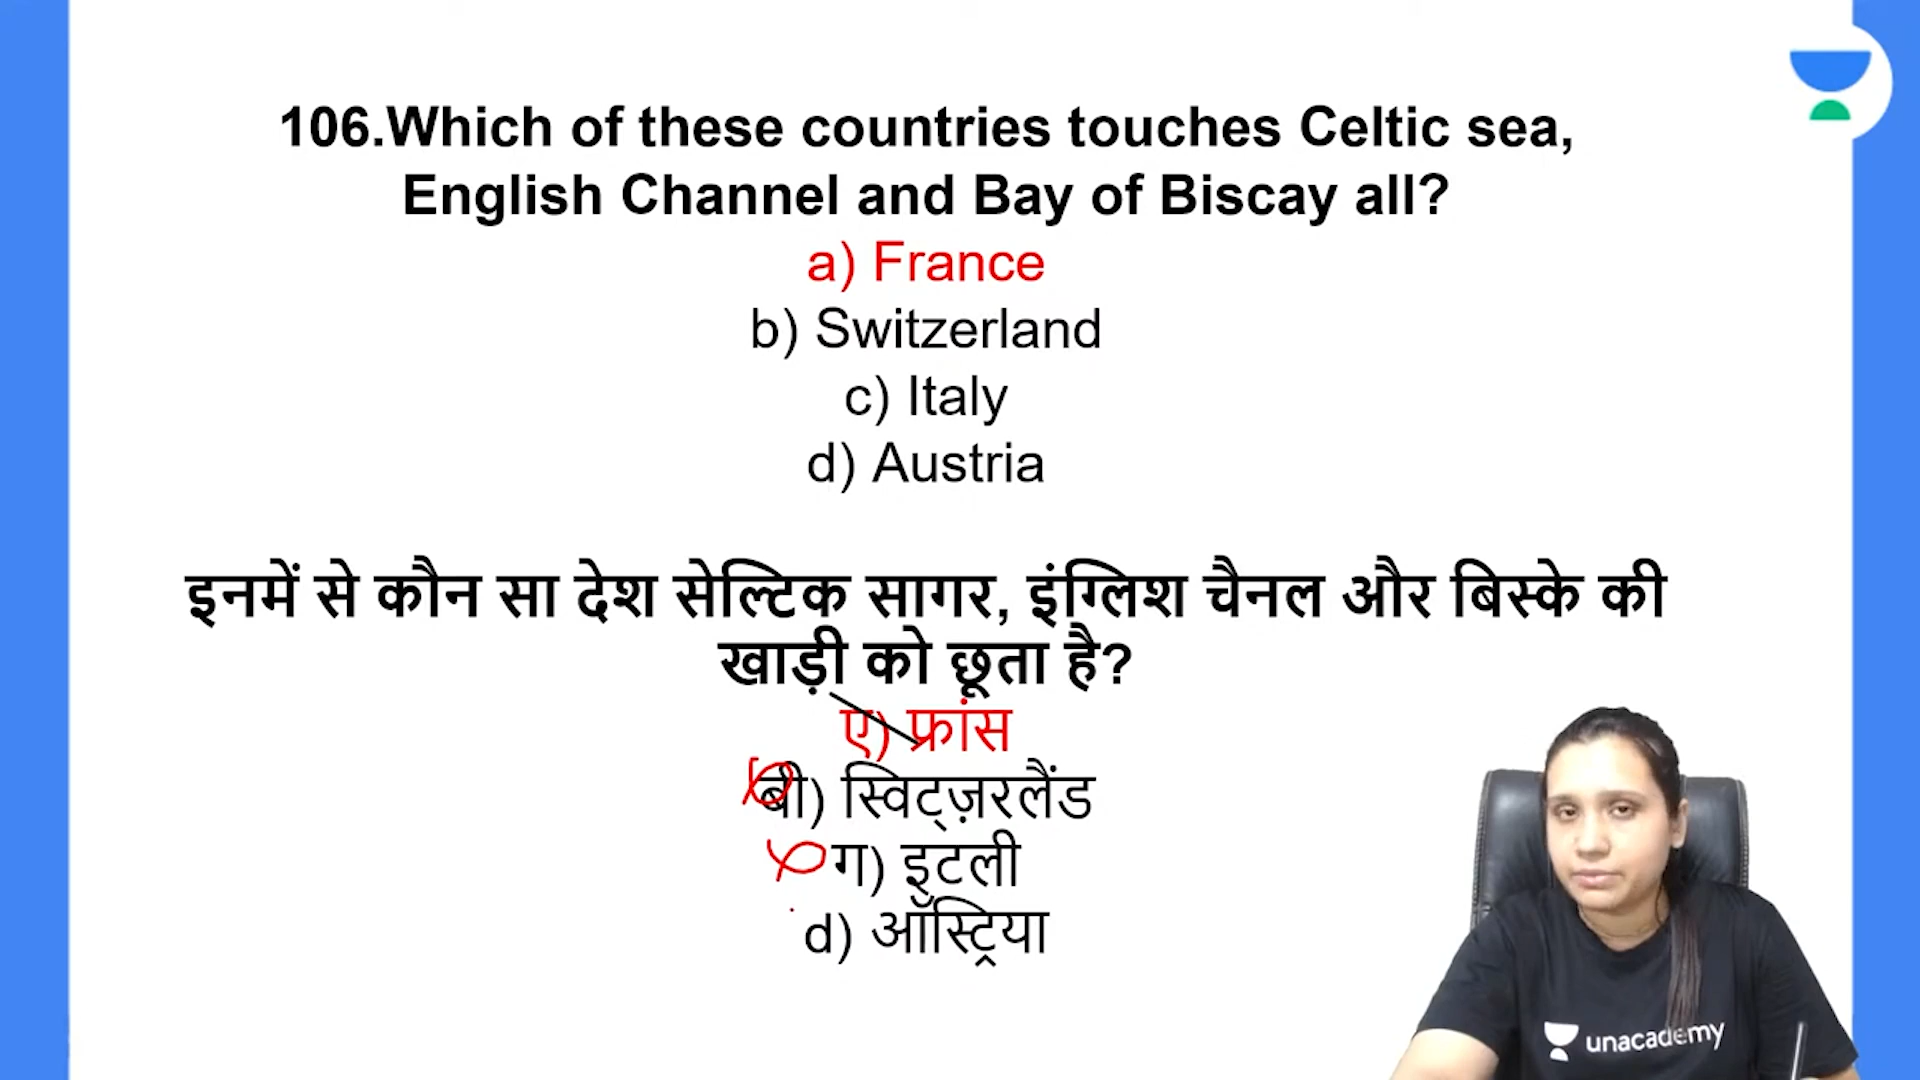 106.Which of these countries touches Celtic sea,
English Channel and Bay of Biscay all?
a) France
b) Switzerland
c) Italy
d) Austria
इनमें से कौन सा देश सेल्टिक सागर, इंग्लिश चैनल और बिस्के की
खाड़ी को छूता है?
ए) फ्रांस
बी) स्विट्ज़रलैंड
ग) इटली
d) ऑस्ट्रिया
unacademy